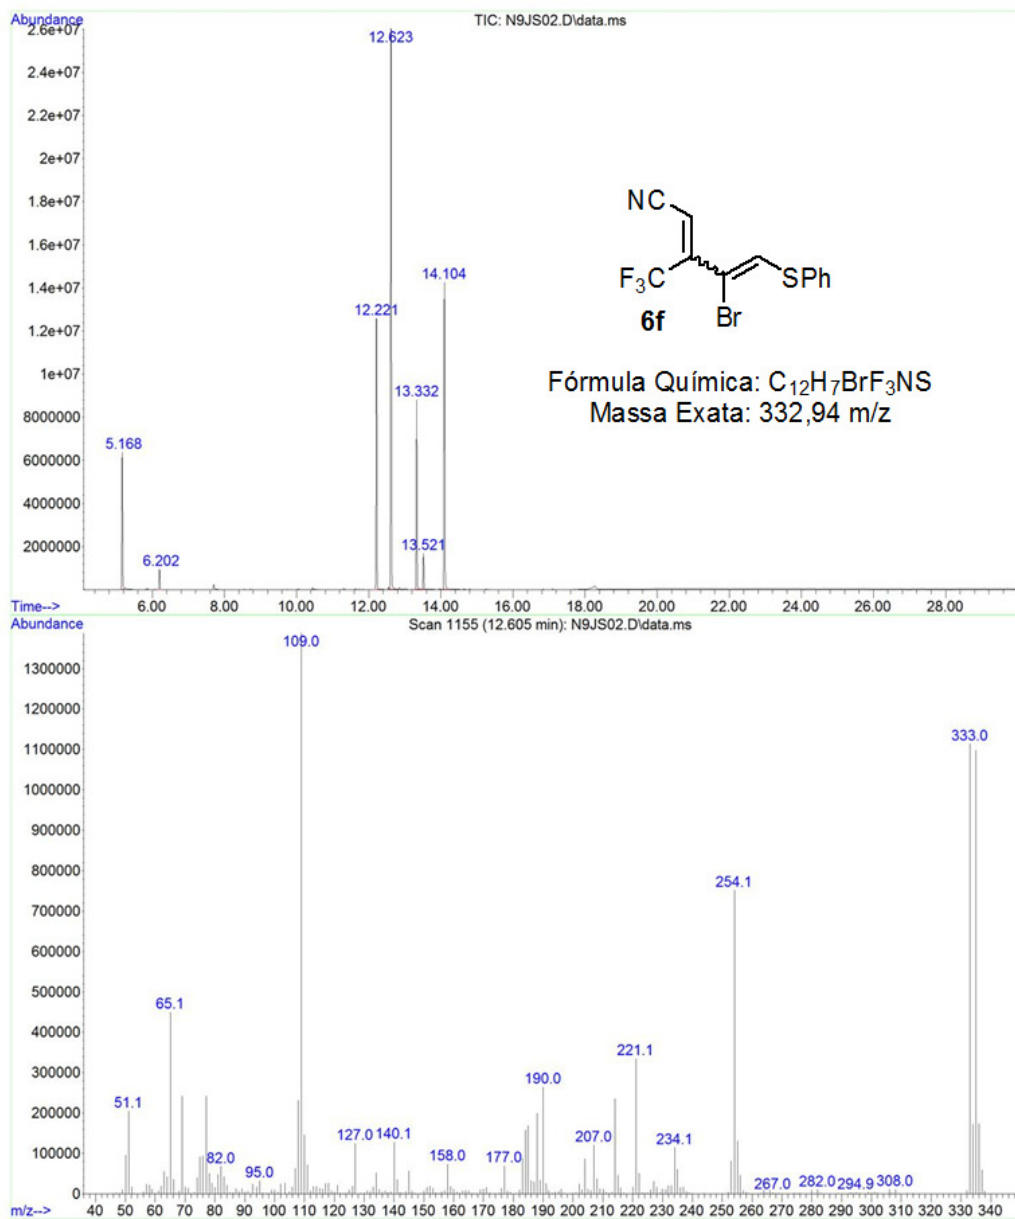 Abundance
TIC: N9JS02.D\data.ms
2.6e+07
2.4e+07
2.2e+07
2e+07
1.8e+07
1.6e+07
1.4e+07
1.2e+07
1e+07
8000000
6000000
4000000
2000000
12.623
14.104
12.221
13.332
5.168
13.521
6.202
NC
F3C
SPh
Br
6f
Fórmula Química: C12H7BrF3NS
Massa Exata: 332,94 m/z
Time-->
6.00 8.00 10.00 12.00 14.00 16.00 18.00 20.00 22.00 24.00 26.00 28.00
Abundance
Scan 1155 (12.605 min): N9JS02.D\data.ms
1300000
1200000
1100000
1000000
900000
800000
700000
600000
500000
400000
300000
200000
100000
0
109.0
333.0
254.1
65.1
221.1
190.0
51.1
127.0
140.1
207.0
234.1
82.0
95.0
158.0
177.0
267.0
282.0
294.9
308.0
m/z-->
40 50 60 70 80 90 100 110 120 130 140 150 160 170 180 190 200 210 220 230 240 250 260 270 280 290 300 310 320 330 340